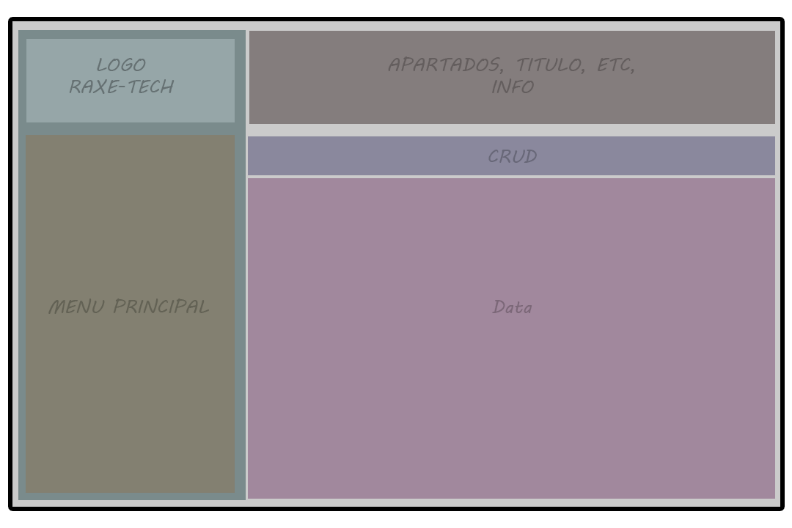 LOGO
RAXE-TECH
APARTADOS, TITULO, ETC,
INFO
CRUD
MENU PRINCIPAL
Data